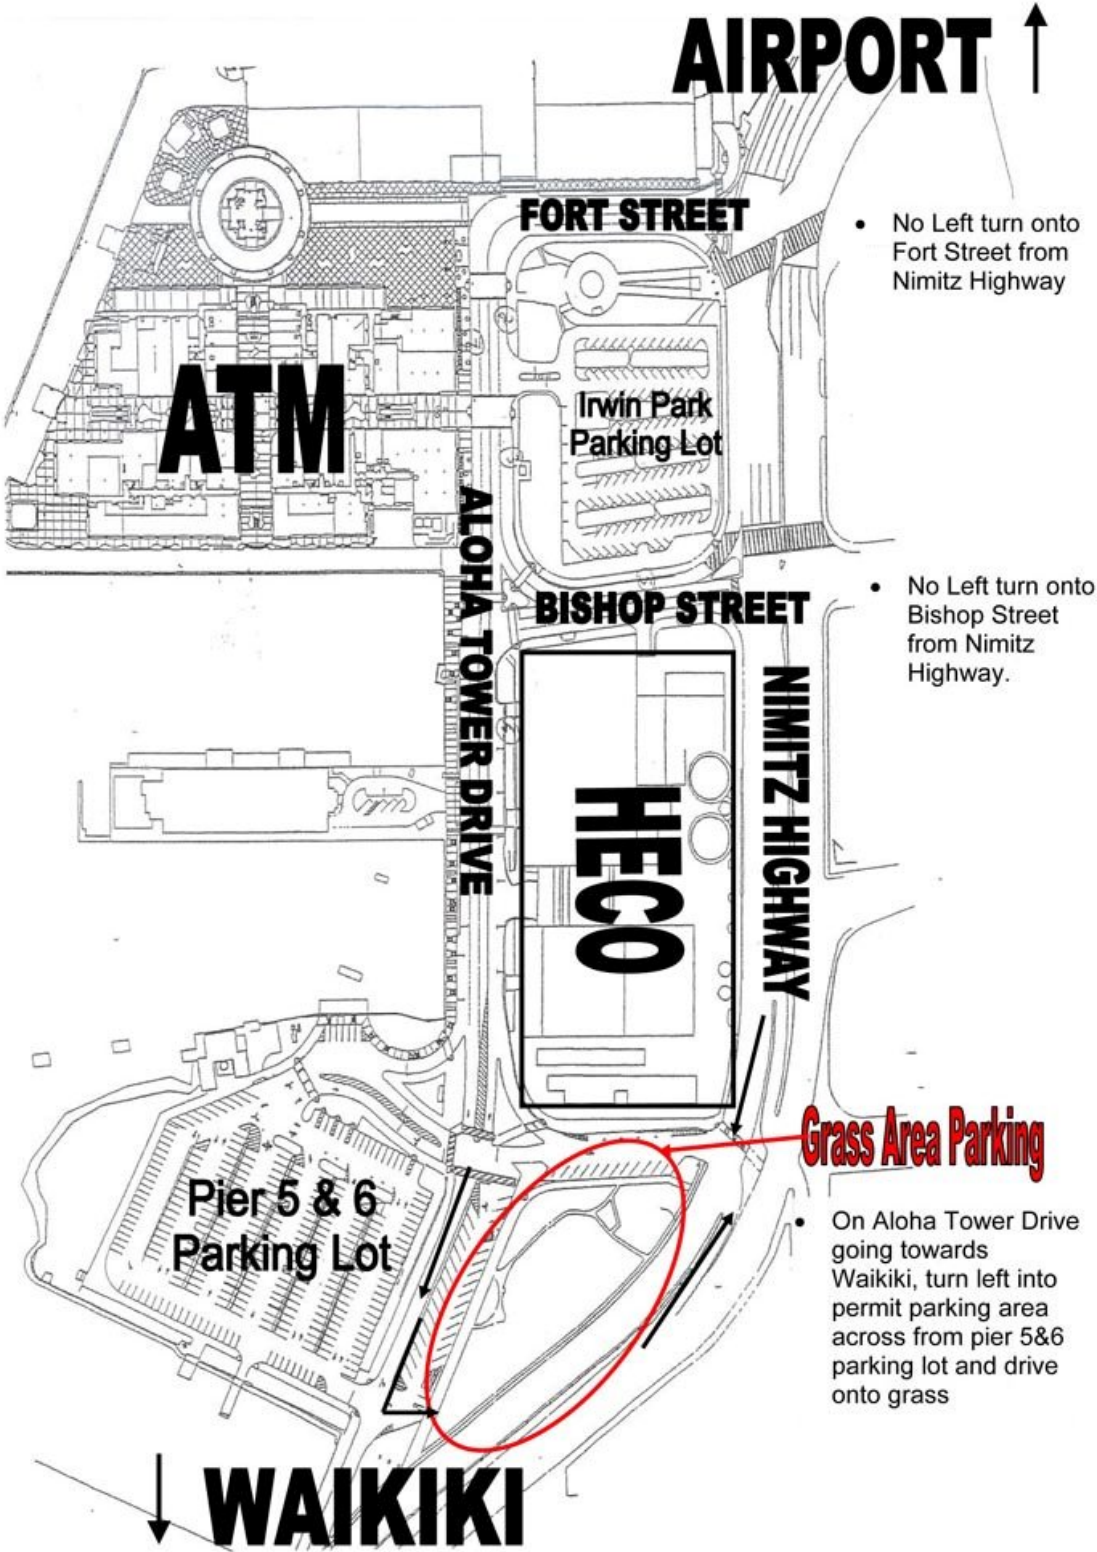 AIRPORT
FORT STREET
• No Left turn onto
Fort Street from
Nimitz Highway
ATM
Irwin Park
Parking Lot
ALOHA TOWER DRIVE
BISHOP STREET
• No Left turn onto
Bishop Street
from Nimitz
Highway.
NIMITZ HIGHWAY
HECO
Grass Area Parking
Pier 5 & 6
Parking Lot
• On Aloha Tower Drive
going towards
Waikiki, turn left into
permit parking area
across from pier 5&6
parking lot and drive
onto grass
WAIKIKI